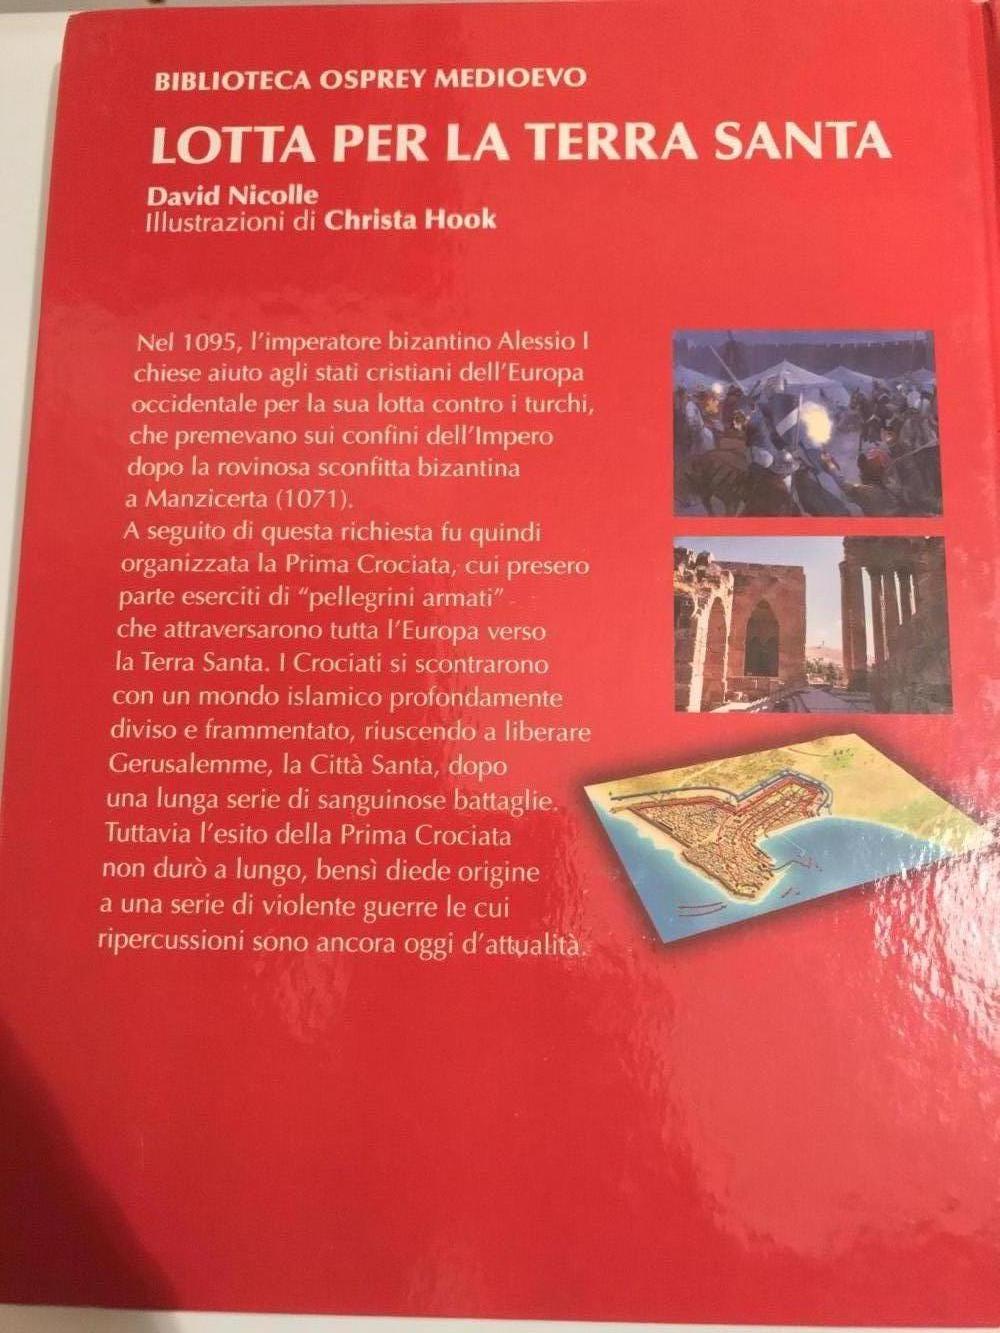 BIBLIOTECA OSPREY MEDIOEVO
LOTTA PER LA TERRA SANTA
David Nicolle
Illustrazioni di Christa Hook
Nel 1095, l'imperatore bizantino Alessio I
chiese aiuto agli stati cristiani dell'Europa
occidentale per la sua lotta contro i turchi,
che premevano sui confini dell'Impero
dopo la rovinosa sconfitta bizantina
a Manzicerta (1071).
A seguito di questa richiesta fu quindi
organizzata la Prima Crociata, cui presero
parte eserciti di "pellegrini armati"
che attraversarono tutta l'Europa verso
la Terra Santa. I Crociati si scontrarono
con un mondo islamico profondamente
diviso e frammentato, riuscendo a liberare
Gerusalemme, la Città Santa, dopo
una lunga serie di sanguinose battaglie.
Tuttavia l'esito della Prima Crociata
non durò a lungo, bensì diede origine
a una serie di violente guerre le cui
ripercussioni sono ancora oggi d'attualità.